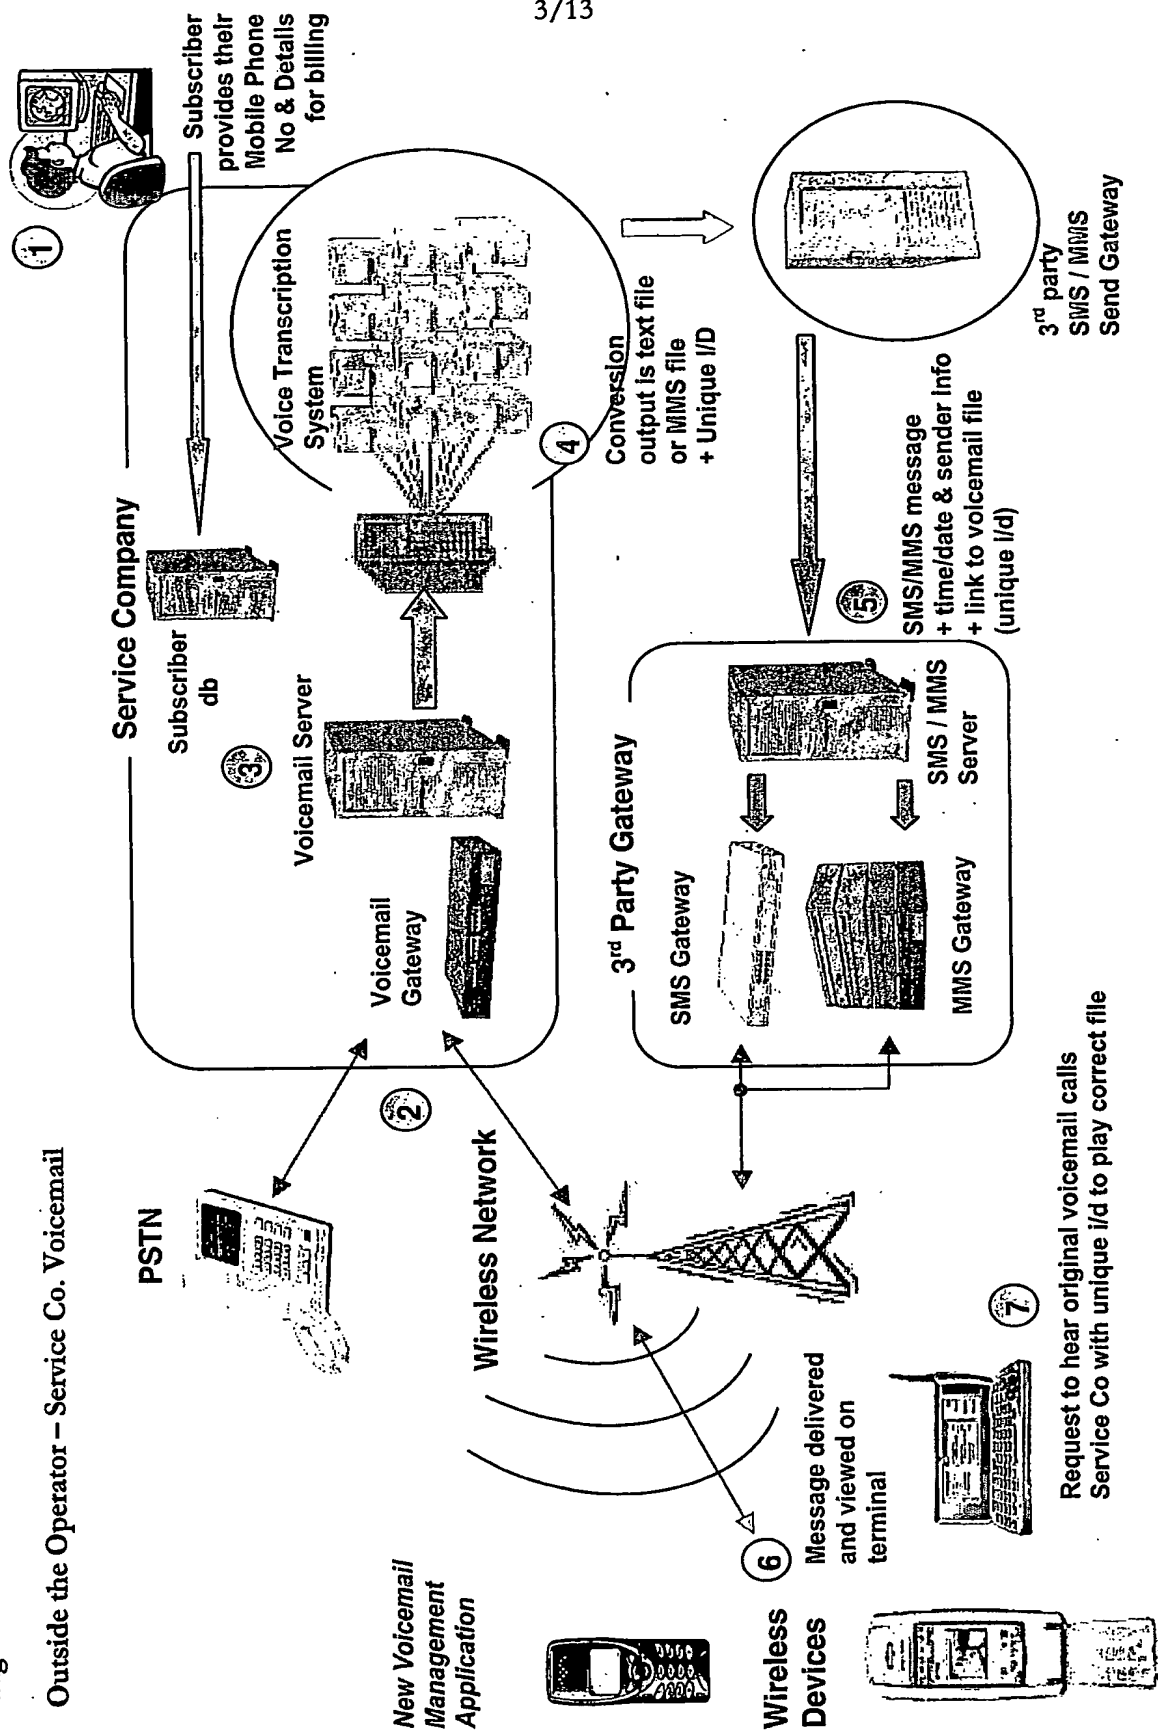 3/13
Outside the Operator – Service Co. Voicemail
1
Subscriber
provides their
Mobile Phone
No & Details
for billing
Service Company
Subscriber
db
3
Voicemail Server
Voicemail
Gateway
Voice Transcription
System
4
Conversion
output is text file
or MMS file
+ Unique I/D
3rd party
SMS / MMS
Send Gateway
5
SMS/MMS message
+ time/date & sender info
+ link to voicemail file
(unique i/d)
3rd Party Gateway
SMS Gateway
MMS Gateway
SMS / MMS
Server
PSTN
2
Wireless Network
New Voicemail
Management
Application
Wireless
Devices
6
Message delivered
and viewed on
terminal
7
Request to hear original voicemail calls
Service Co with unique i/d to play correct file